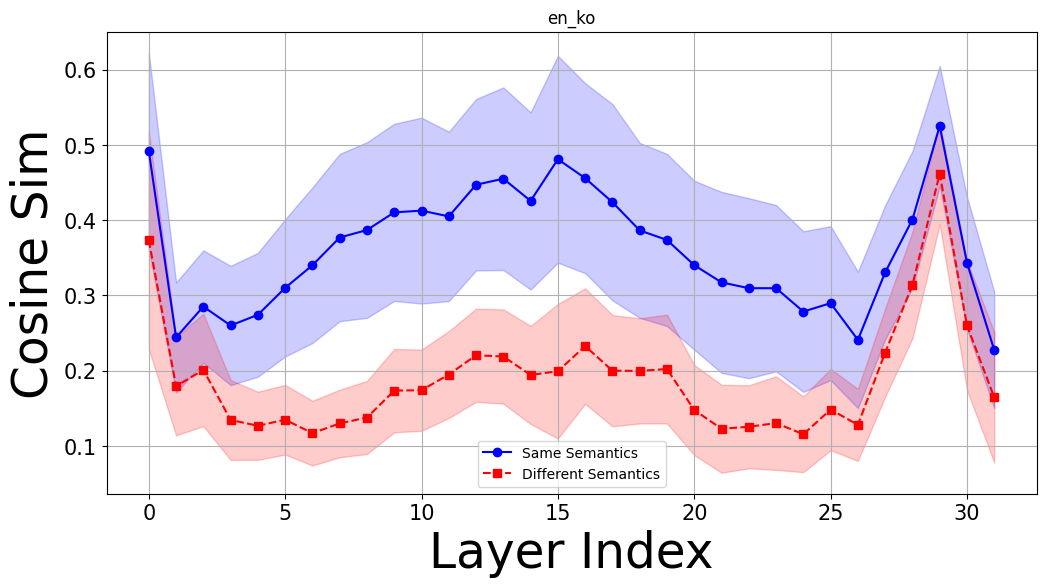 en_ko
Cosine Sim
0.6
0.5
0.4
0.3
0.2
0.1
Same Semantics
Different Semantics
0 5 10 15 20 25 30
Layer Index